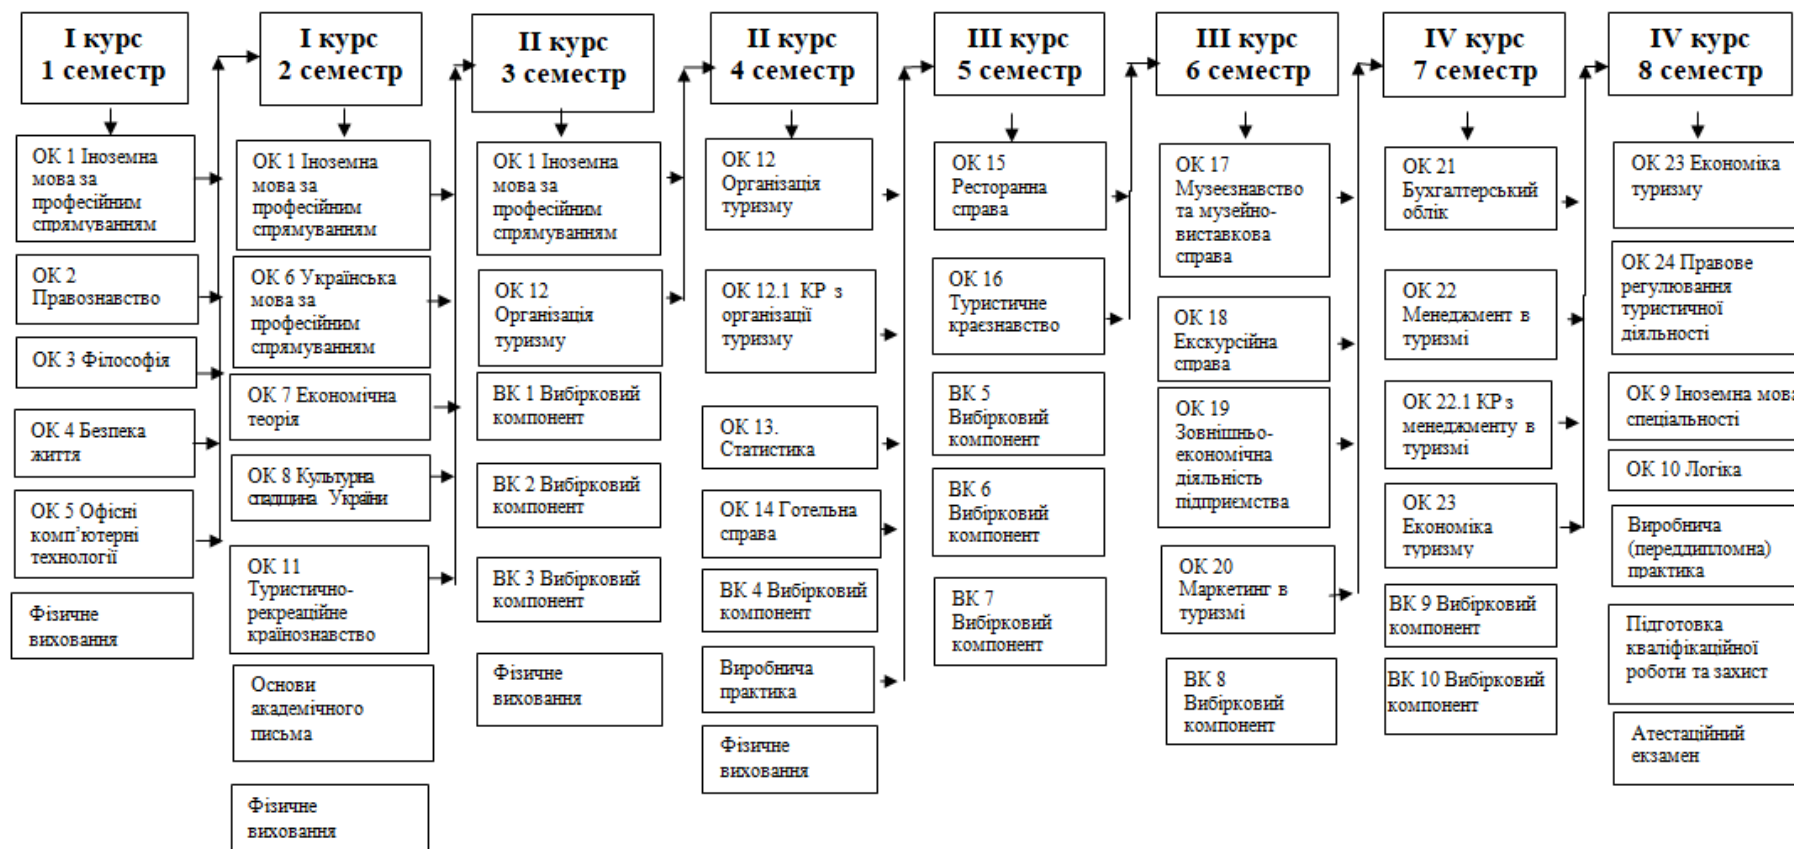 І курс
1 семестр
ОК 1 Іноземна
мова за
професійним
спрямуванням
ОК 2
Правознавство
ОК 3 Філософія
ОК 4 Безпека
життя
ОК 5 Офісні
комп’ютерні
технології
Фізичне
виховання
І курс
2 семестр
ОК 1 Іноземна
мова за
професійним
спрямуванням
ОК 6 Українська
мова за
професійним
спрямуванням
ОК 7 Економічна
теорія
ОК 8 Культурна
спадщина України
ОК 11
Туристично-
рекреаційне
країнознавство
Основи
академічного
письма
Фізичне
виховання
ІІ курс
3 семестр
ОК 1 Іноземна
мова за
професійним
спрямуванням
ОК 12
Організація
туризму
ВК 1 Вибірковий
компонент
ВК 2 Вибірковий
компонент
ВК 3 Вибірковий
компонент
Фізичне
виховання
ІІ курс
4 семестр
ОК 12
Організація
туризму
ОК 12.1 КР з
організації
туризму
ОК 13.
Статистика
ОК 14 Готельна
справа
ВК 4 Вибірковий
компонент
Виробнича
практика
Фізичне
виховання
ІІІ курс
5 семестр
ОК 15
Ресторанна
справа
ОК 16
Туристичне
краєзнавство
ВК 5
Вибірковий
компонент
ВК 6
Вибірковий
компонент
ВК 7
Вибірковий
компонент
ІІІ курс
6 семестр
ОК 17
Музеєзнавство
та музейно-
виставкова
справа
ОК 18
Екскурсійна
справа
ОК 19
Зовнішньо-
економічна
діяльність
підприємства
ОК 20
Маркетинг в
туризмі
ВК 8
Вибірковий
компонент
IV курс
7 семестр
ОК 21
Бухгалтерський
облік
ОК 22
Менеджмент в
туризмі
ОК 22.1 КР з
менеджменту в
туризмі
ОК 23
Економіка
туризму
ВК 9 Вибірковий
компонент
ВК 10 Вибірковий
компонент
IV курс
8 семестр
ОК 23 Економіка
туризму
ОК 24 Правове
регулювання
туристичної
діяльності
ОК 9 Іноземна мова
спеціальності
ОК 10 Логіка
Виробнича
(переддипломна)
практика
Підготовка
кваліфікаційної
роботи та захист
Атестаційний
екзамен